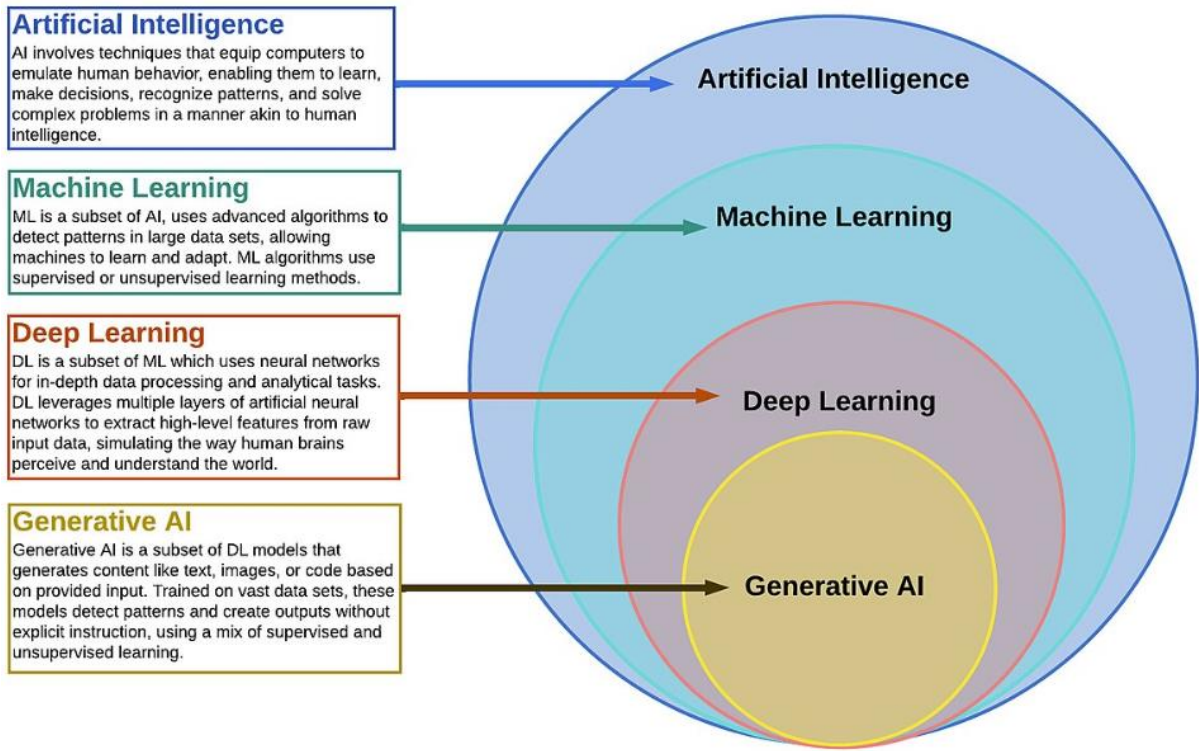 Artificial Intelligence
AI involves techniques that equip computers to
emulate human behavior, enabling them to learn,
make decisions, recognize patterns, and solve
complex problems in a manner akin to human
intelligence.
Machine Learning
ML is a subset of AI, uses advanced algorithms to
detect patterns in large data sets, allowing
machines to learn and adapt. ML algorithms use
supervised or unsupervised learning methods.
Deep Learning
DL is a subset of ML which uses neural networks
for in-depth data processing and analytical tasks.
DL leverages multiple layers of artificial neural
networks to extract high-level features from raw
input data, simulating the way human brains
perceive and understand the world.
Generative AI
Generative AI is a subset of DL models that
generates content like text, images, or code based
on provided input. Trained on vast data sets, these
models detect patterns and create outputs without
explicit instruction, using a mix of supervised and
unsupervised learning.
Artificial Intelligence
Machine Learning
Deep Learning
Generative AI